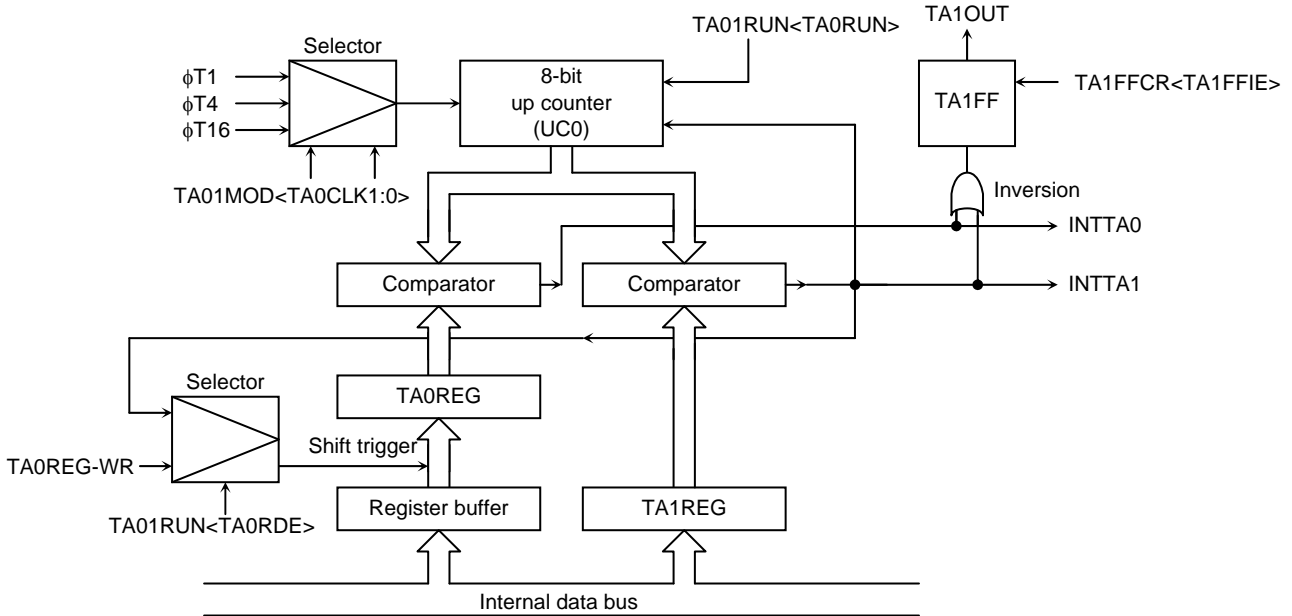 TA01RUN<TA0RUN>
TA1OUT
Selector
φT1
φT4
φT16
8-bit
up counter
(UC0)
TA1FF
TA1FFCR<TA1FFIE>
TA01MOD<TA0CLK1:0>
Inversion
INTTA0
Comparator
Comparator
INTTA1
Selector
TA0REG
Shift trigger
TA0REG-WR
Register buffer
TA1REG
TA01RUN<TA0RDE>
Internal data bus